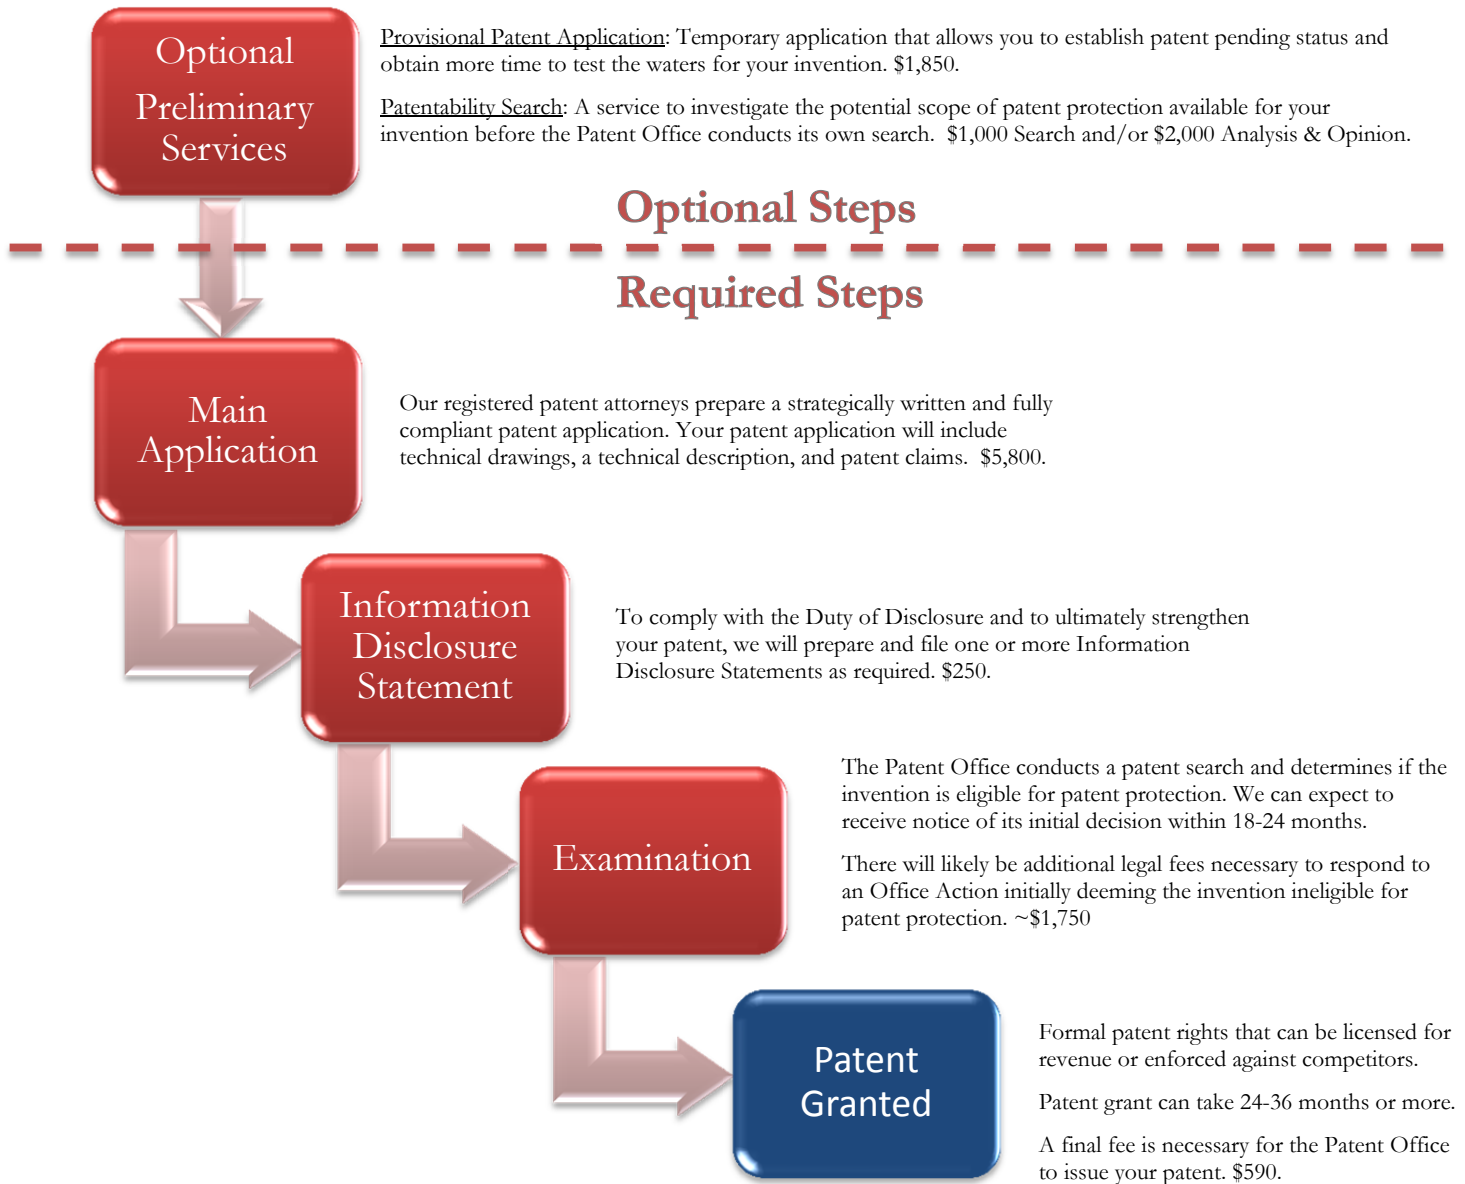 Optional
Preliminary
Services
Provisional Patent Application: Temporary application that allows you to establish patent pending status and
obtain more time to test the waters for your invention. $1,850.
Patentability Search: A service to investigate the potential scope of patent protection available for your
invention before the Patent Office conducts its own search.  $1,000 Search and/or $2,000 Analysis & Opinion.
Optional Steps
Required Steps
Main
Application
Our registered patent attorneys prepare a strategically written and fully
compliant patent application. Your patent application will include
technical drawings, a technical description, and patent claims.  $5,800.
Information
Disclosure
Statement
To comply with the Duty of Disclosure and to ultimately strengthen
your patent, we will prepare and file one or more Information
Disclosure Statements as required. $250.
Examination
The Patent Office conducts a patent search and determines if the
invention is eligible for patent protection. We can expect to
receive notice of its initial decision within 18-24 months.
There will likely be additional legal fees necessary to respond to
an Office Action initially deeming the invention ineligible for
patent protection. ~$1,750
Patent
Granted
Formal patent rights that can be licensed for
revenue or enforced against competitors.
Patent grant can take 24-36 months or more.
A final fee is necessary for the Patent Office
to issue your patent. $590.